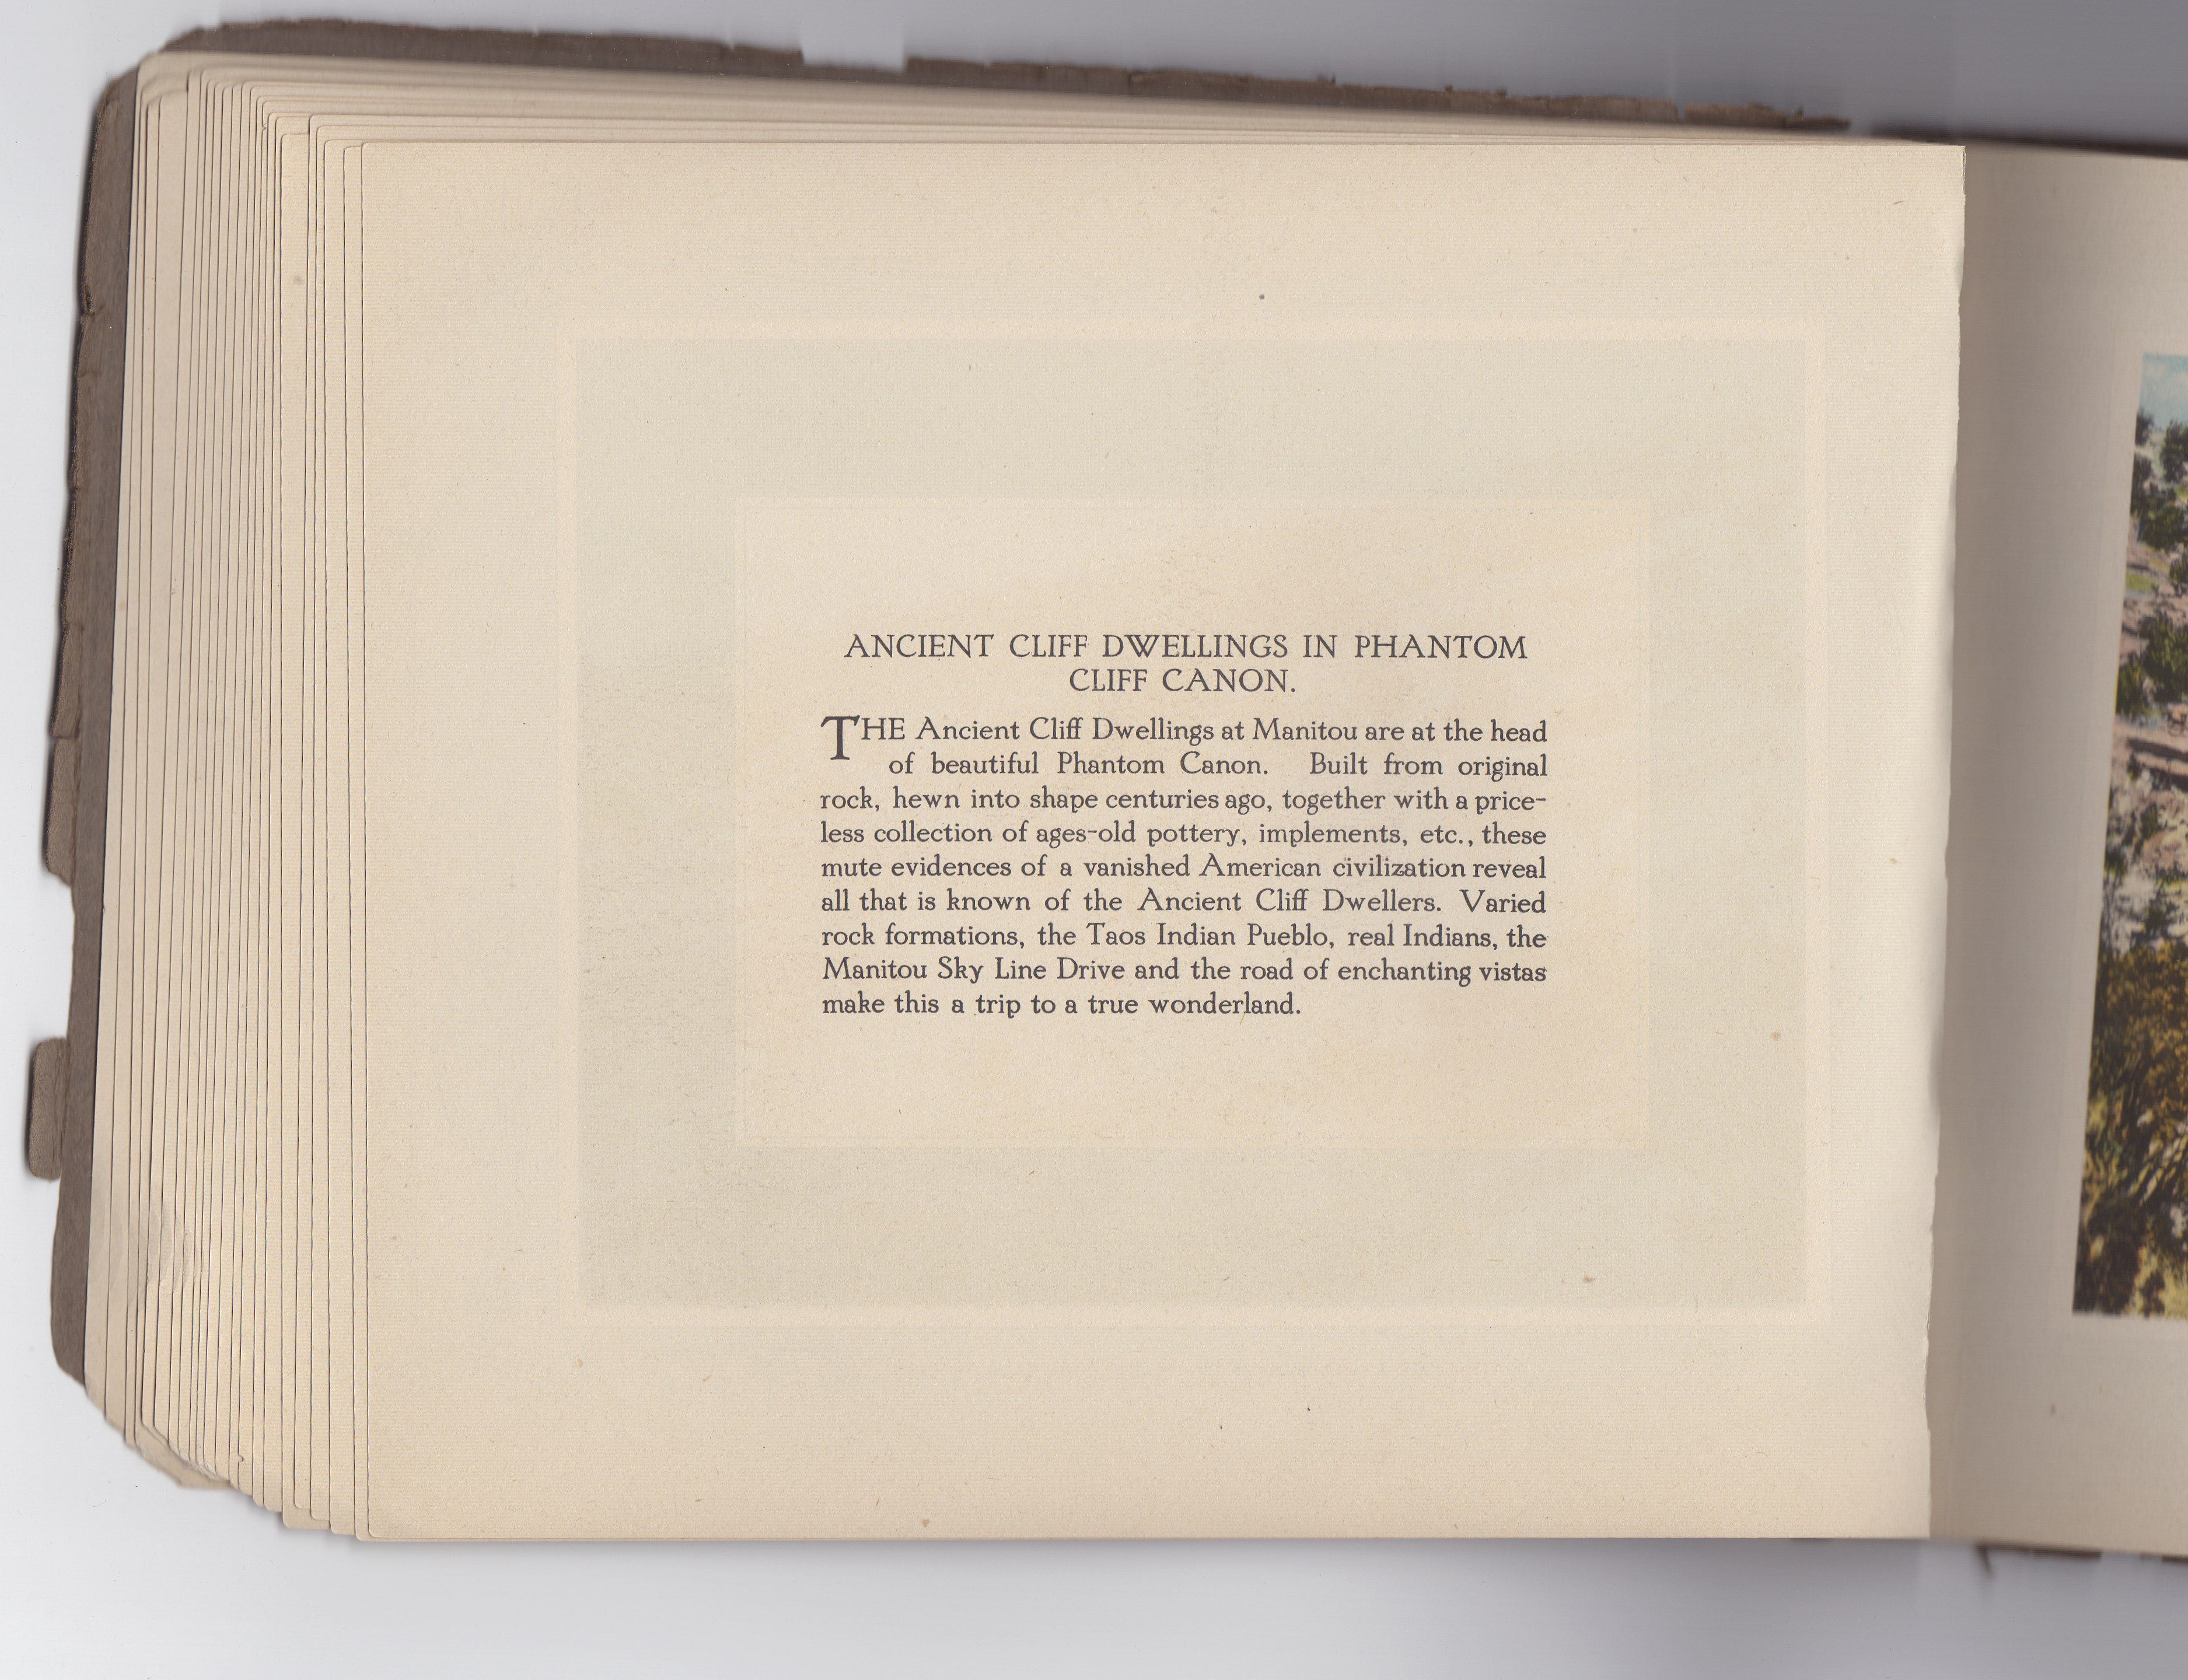 ANCIENT CLIFF DWELLINGS IN PHANTOM
CLIFF CANON.
THE Ancient Cliff Dwellings at Manitou are at the head
of beautiful Phantom Canon. Built from original
rock, hewn into shape centuries ago, together with a price-
less collection of ages-old pottery, implements, etc., these
mute evidences of a vanished American civilization reveal
all that is known of the Ancient Cliff Dwellers. Varied
rock formations, the Taos Indian Pueblo, real Indians, the
Manitou Sky Line Drive and the road of enchanting vistas
make this a trip to a true wonderland.